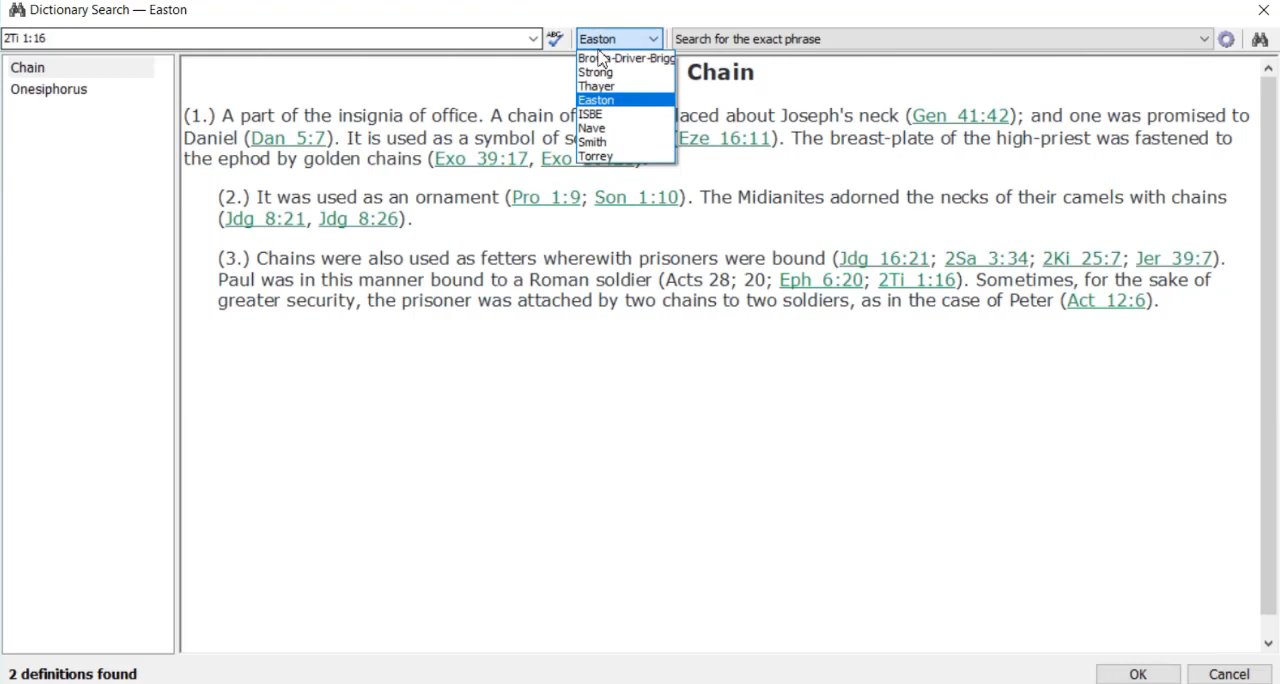 Dictionary Search — Easton
2Ti 1:16
ABC
Easton
Search for the exact phrase
Strong
Thayer
Easton
ISBE
Nave
Smith
Torrey
Chain
Onesiphorus
Chain
(1.) A part of the insignia of office. A chain of laced about Joseph's neck (Gen 41:42); and one was promised to
Daniel (Dan 5:7). It is used as a symbol of Eze 16:11). The breast-plate of the high-priest was fastened to
the ephod by golden chains (Exo 39:17, Exo
(2.) It was used as an ornament (Pro 1:9; Son 1:10). The Midianites adorned the necks of their camels with chains
(Jdg 8:21, Jdg 8:26).
(3.) Chains were also used as fetters wherewith prisoners were bound (Jdg 16:21; 2Sa 3:34; 2Ki 25:7; Jer 39:7).
Paul was in this manner bound to a Roman soldier (Acts 28; 20; Eph 6:20; 2Ti 1:16). Sometimes, for the sake of
greater security, the prisoner was attached by two chains to two soldiers, as in the case of Peter (Act 12:6).
2 definitions found
OK
Cancel